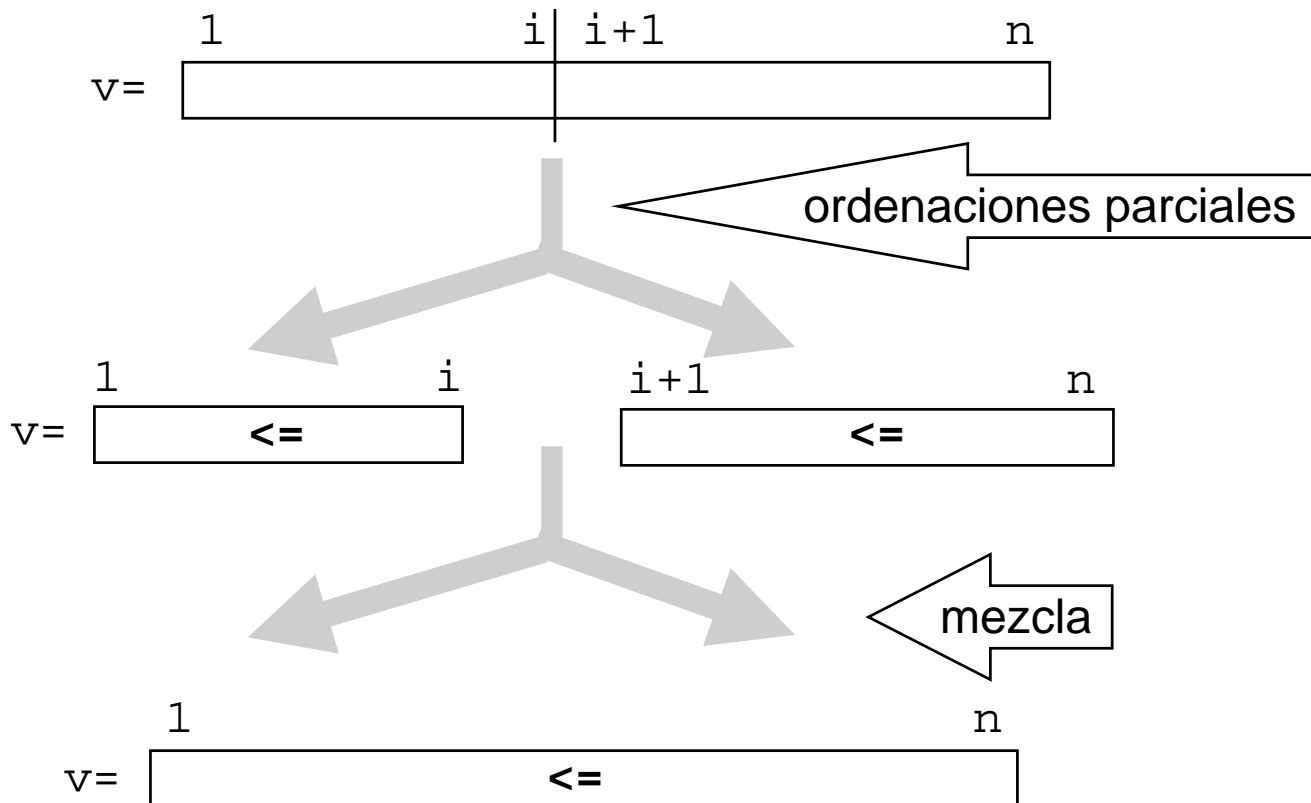 1 i i+1 n
v=
ordenaciones parciales
1 i i+1 n
v= <= <=
mezcla
1 n
v= <=